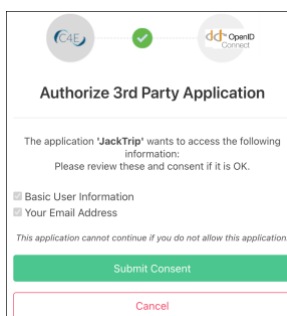 C4E
OpenID
Connect
Authorize 3rd Party Application
The application 'JackTrip' wants to access the following
information:
Please review these and consent if it is OK.
Basic User Information
Your Email Address
This application cannot continue if you do not allow this application.
Submit Consent
Cancel